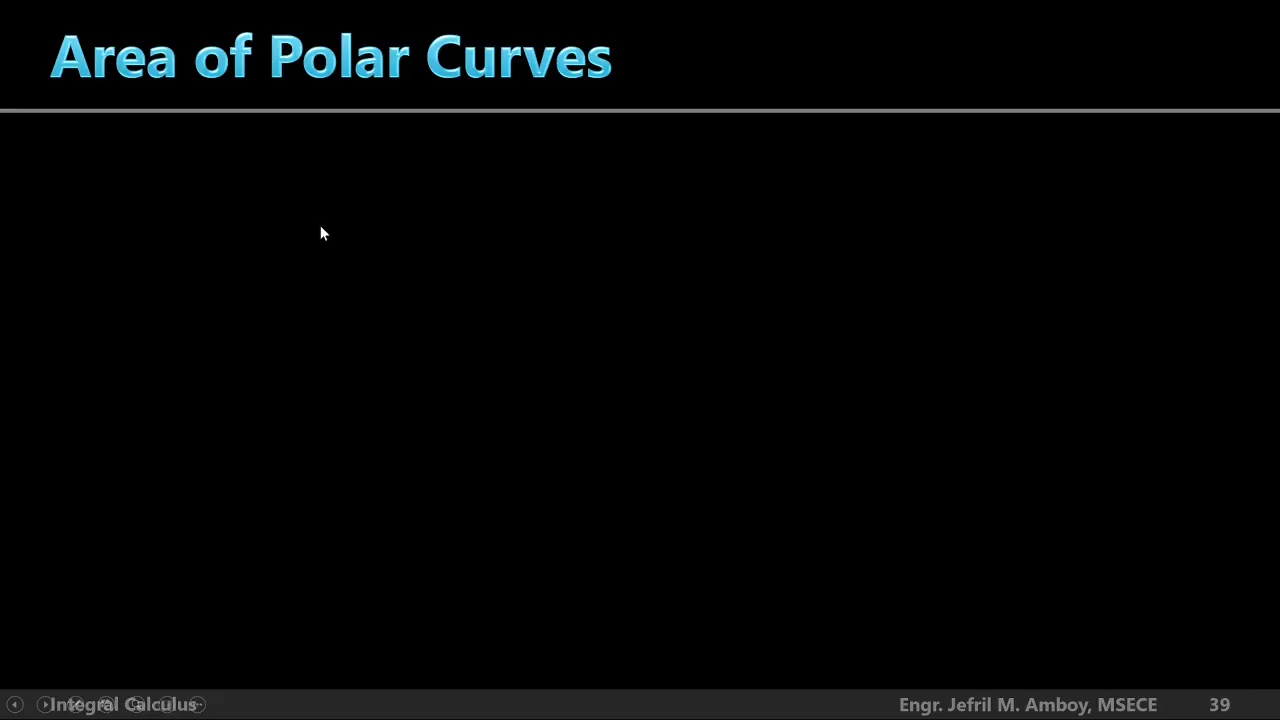 Area of Polar Curves
Integral Calculus
Engr. Jefril M. Amboy, MSECE
39